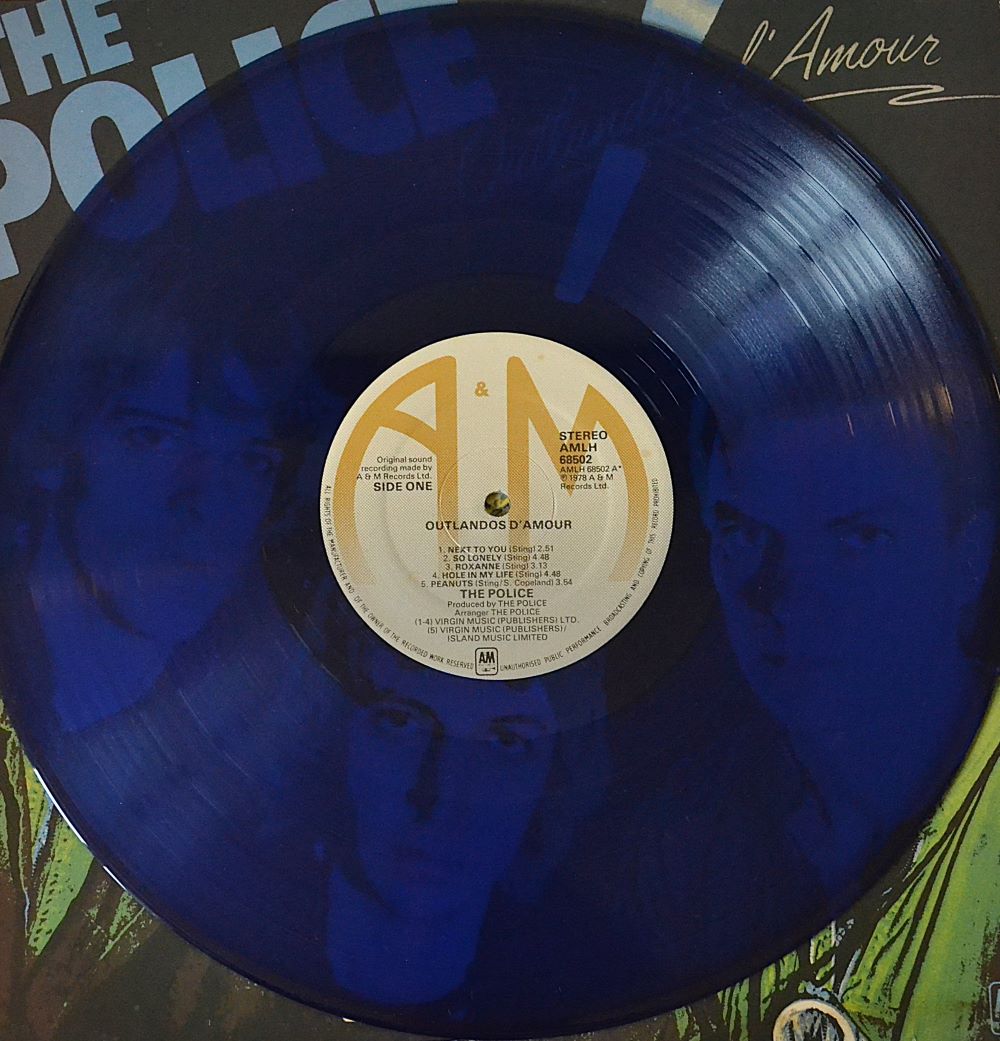 THE
POLICE
l'Amour
A & M
Original sound
recording made by
A & M Records Ltd.
SIDE ONE
STEREO
AMLH
68502
AMLH 68502 A*
℗ 1978 A & M
Records Ltd.
OUTLANDOS D'AMOUR
1. NEXT TO YOU (Sting) 2.51
2. SO LONELY (Sting) 4.48
3. ROXANNE (Sting) 3.13
4. HOLE IN MY LIFE (Sting) 4.48
5. PEANUTS (Sting/S. Copeland) 3.54
THE POLICE
Produced by THE POLICE
Arranger THE POLICE
(1-4) VIRGIN MUSIC (PUBLISHERS) LTD.
(5) VIRGIN MUSIC (PUBLISHERS)/
ISLAND MUSIC LIMITED
ALL RIGHTS OF THE MANUFACTURER AND OF THE OWNER OF THE RECORDED WORK RESERVED
AM
UNAUTHORISED PUBLIC PERFORMANCE BROADCASTING AND COPYING OF THIS RECORD PROHIBITED